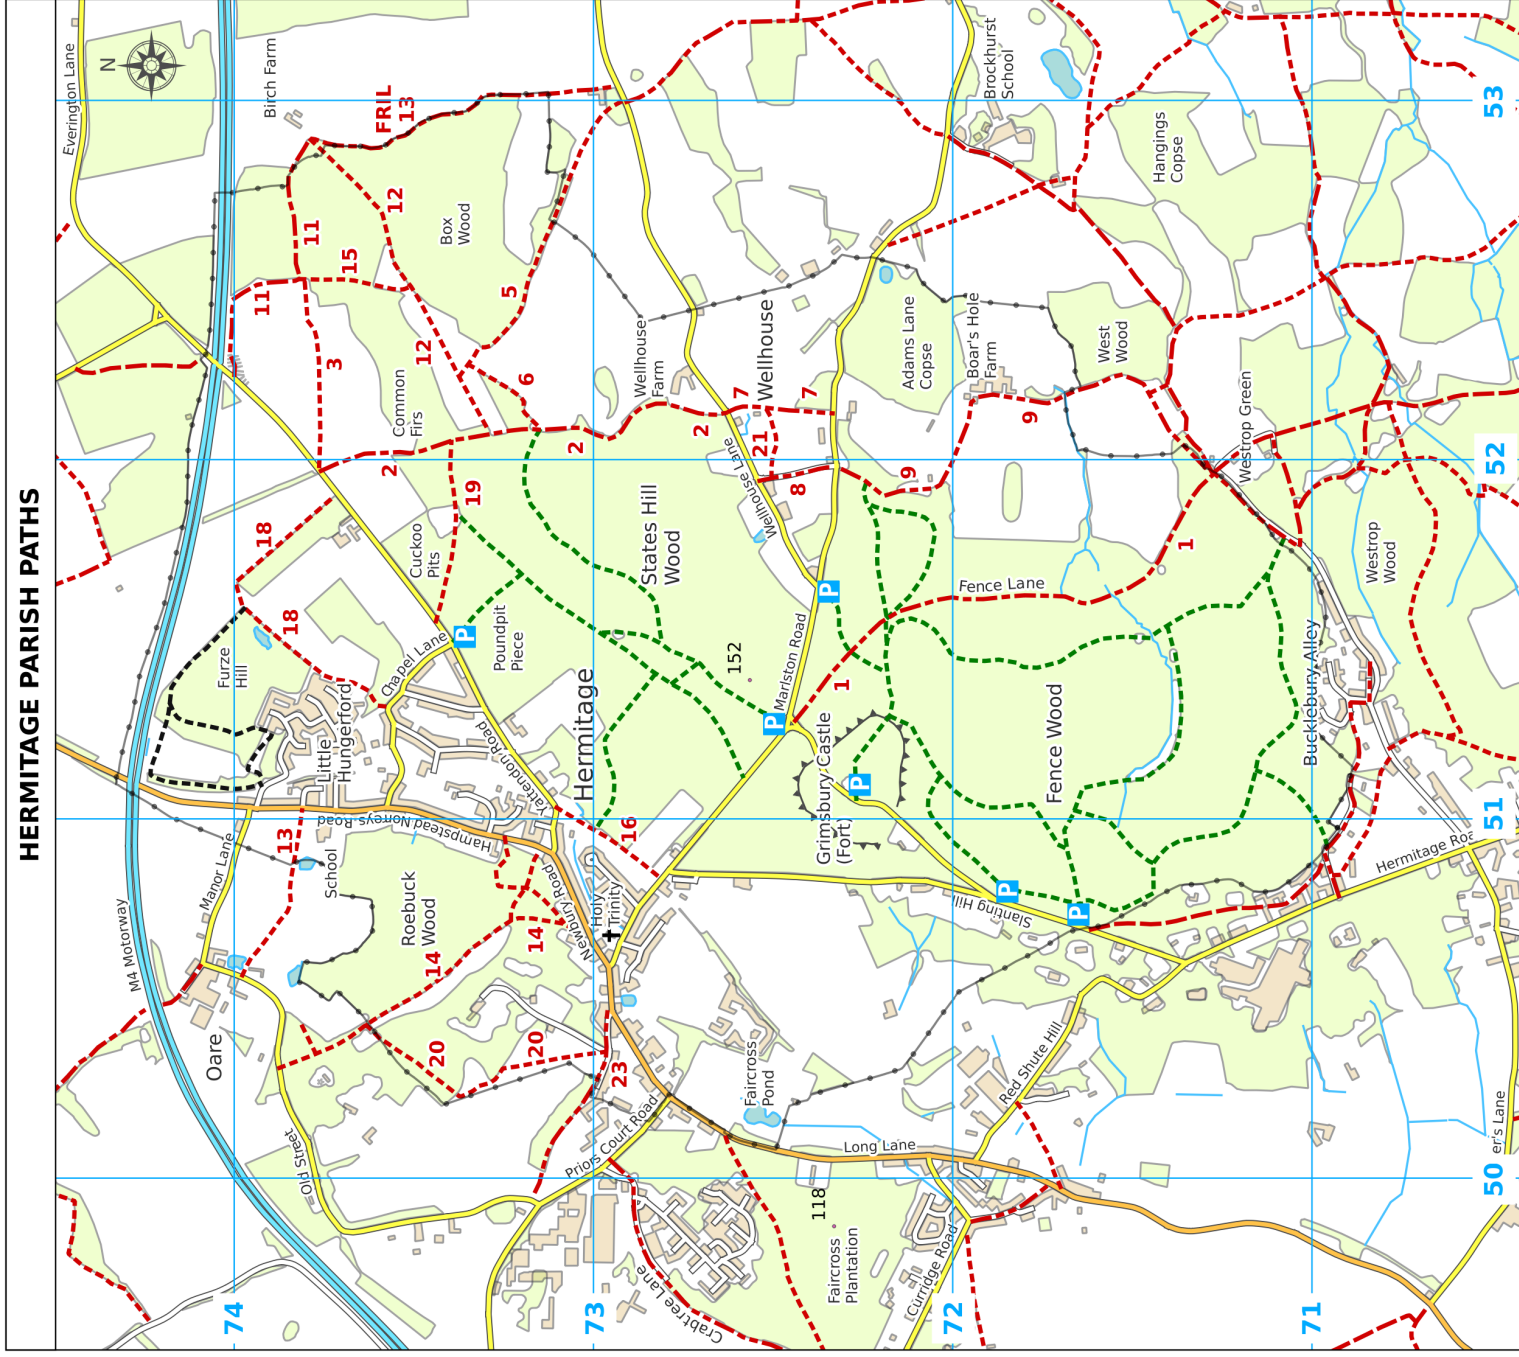 HERMITAGE PARISH PATHS
N
Everington Lane
Birch Farm
FRIL
13
53
Brockhurst
School
Hangings
Copse
12
11
Box
Wood
15
11
5
3
12
Common
Firs
6
Wellhouse
Farm
Wellhouse
7
7
Adams Lane
Copse
Boar's Hole
Farm
West
Wood
9
Westrop Green
52
2
2
2
21
8
9
Wellhouse Lane
19
18
Cuckoo
Pits
States Hill
Wood
1
Fence Lane
Westrop
Wood
18
Furze
Hill
Chapel Lane
P
Poundpit
Piece
152
P
Marlston Road
1
P
Little
Hungerford
Yattendon Road
Hermitage
Grimsbury Castle
(Fort)
P
Fence Wood
Bucklebury Alley
51
Hampstead Norreys Road
13
School
Manor Lane
M4 Motorway
Roebuck
Wood
14
14
Newbury Road
Holy
Trinity
16
Slanting Hill
P
P
Hermitage Roa
Oare
20
20
23
Faircross
Pond
Red Shute Hill
Old Street
Priors Court Road
Long Lane
er's Lane
50
118
Faircross
Plantation
Crabtree Lane
Curridge Road
74
73
72
71